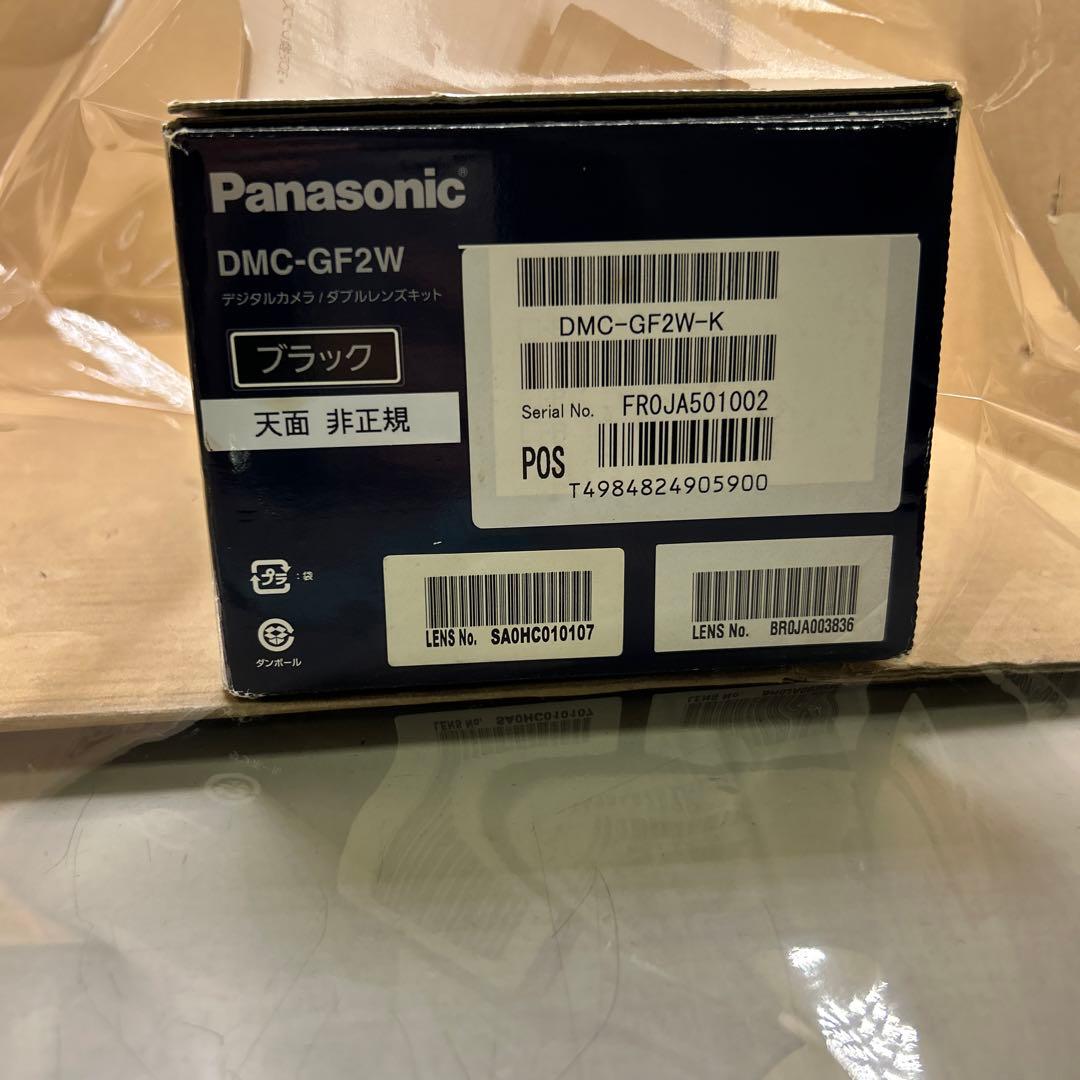 Panasonic®
DMC-GF2W
デジタルカメラ/ダブルレンズキット
ブラック
天面 非正規
DMC-GF2W-K
Serial No. FR0JA501002
POS
T4984824905900
プラ :袋
ダンボール
LENS No. SA0HC010107
LENS No. BR0JA003836